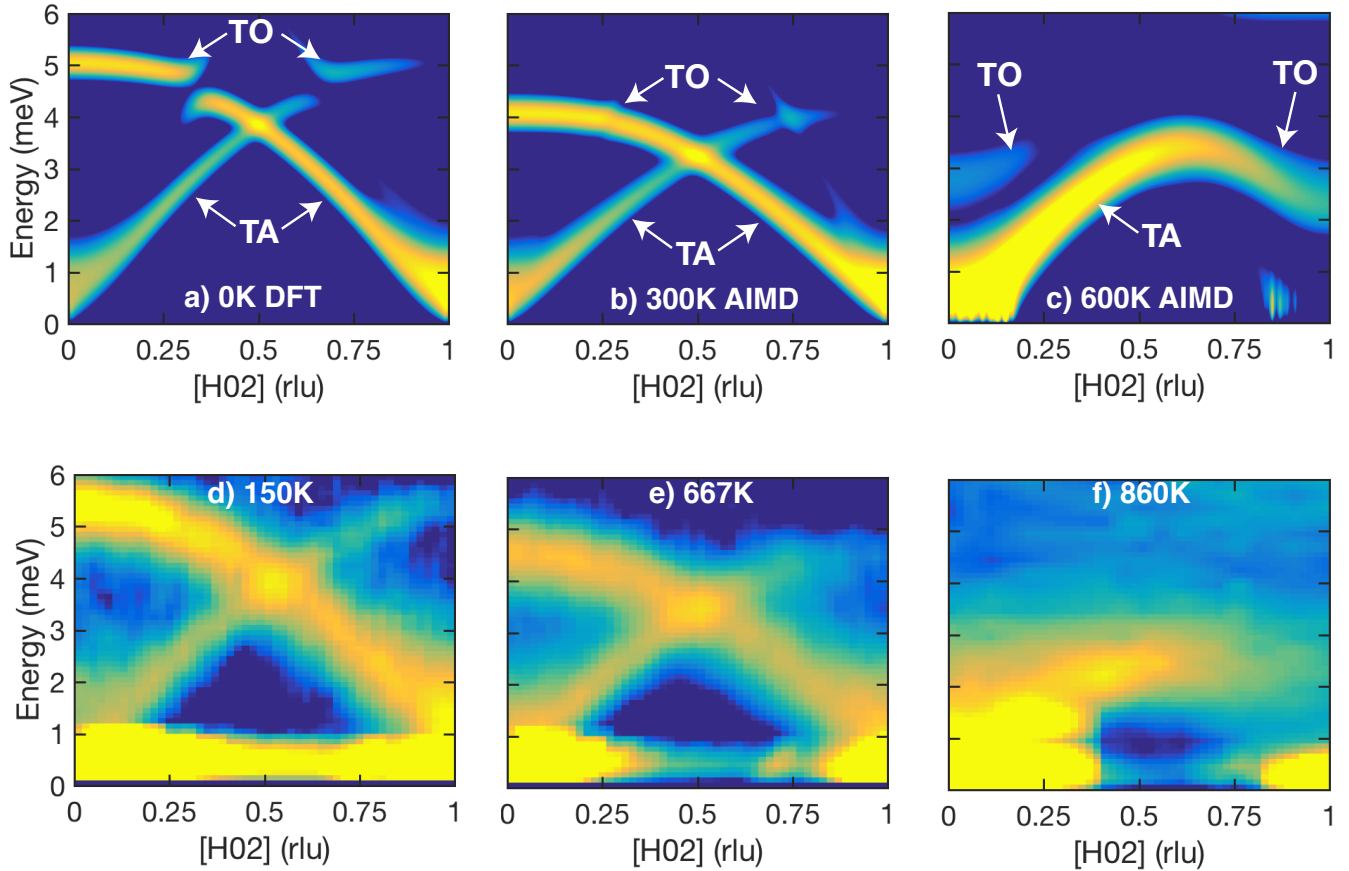 6
5
4
3
2
1
0
Energy (meV)
TO
TA
a) 0K DFT
0 0.25 0.5 0.75 1
[H02] (rlu)
TO
TA
b) 300K AIMD
0 0.25 0.5 0.75 1
[H02] (rlu)
TO
TO
TA
c) 600K AIMD
0 0.25 0.5 0.75 1
[H02] (rlu)
6
5
4
3
2
1
0
Energy (meV)
d) 150K
0 0.25 0.5 0.75 1
[H02] (rlu)
e) 667K
0 0.25 0.5 0.75 1
[H02] (rlu)
f) 860K
0 0.25 0.5 0.75 1
[H02] (rlu)